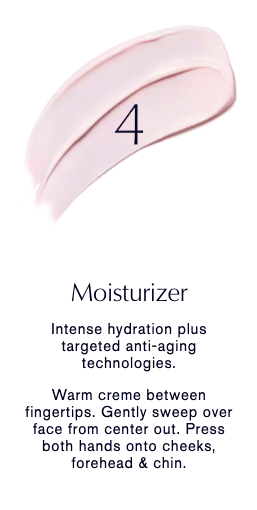 4
Moisturizer
Intense hydration plus
targeted anti-aging
technologies.
Warm creme between
fingertips. Gently sweep over
face from center out. Press
both hands onto cheeks,
forehead & chin.